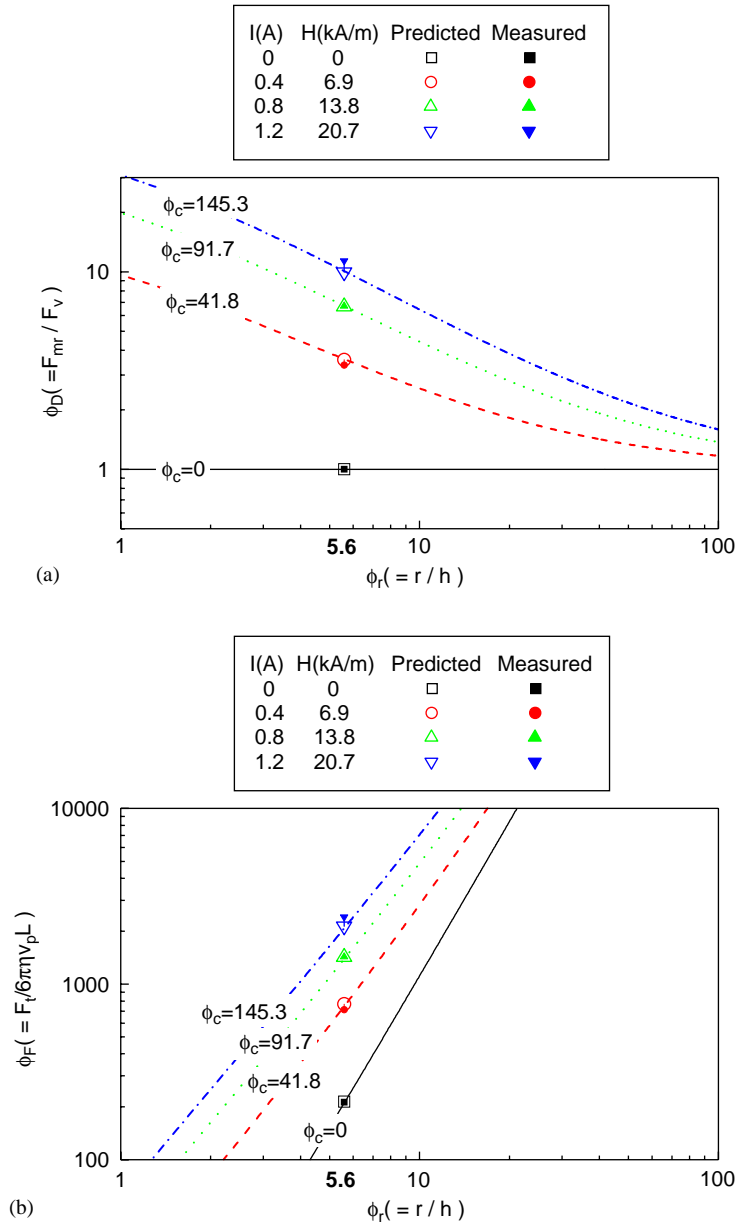 I(A) H(kA/m) Predicted Measured
0 0
0.4 6.9
0.8 13.8
1.2 20.7
ϕD( =Fmr / Fv )
10
1
ϕc=145.3
ϕc=91.7
ϕc=41.8
ϕc=0
1 5.6 10 100
(a) ϕr( = r / h )
I(A) H(kA/m) Predicted Measured
0 0
0.4 6.9
0.8 13.8
1.2 20.7
ϕF( = Ft/6πηvpL )
10000
1000
100
ϕc=145.3
ϕc=91.7
ϕc=41.8
ϕc=0
1 5.6 10 100
(b) ϕr( = r / h )